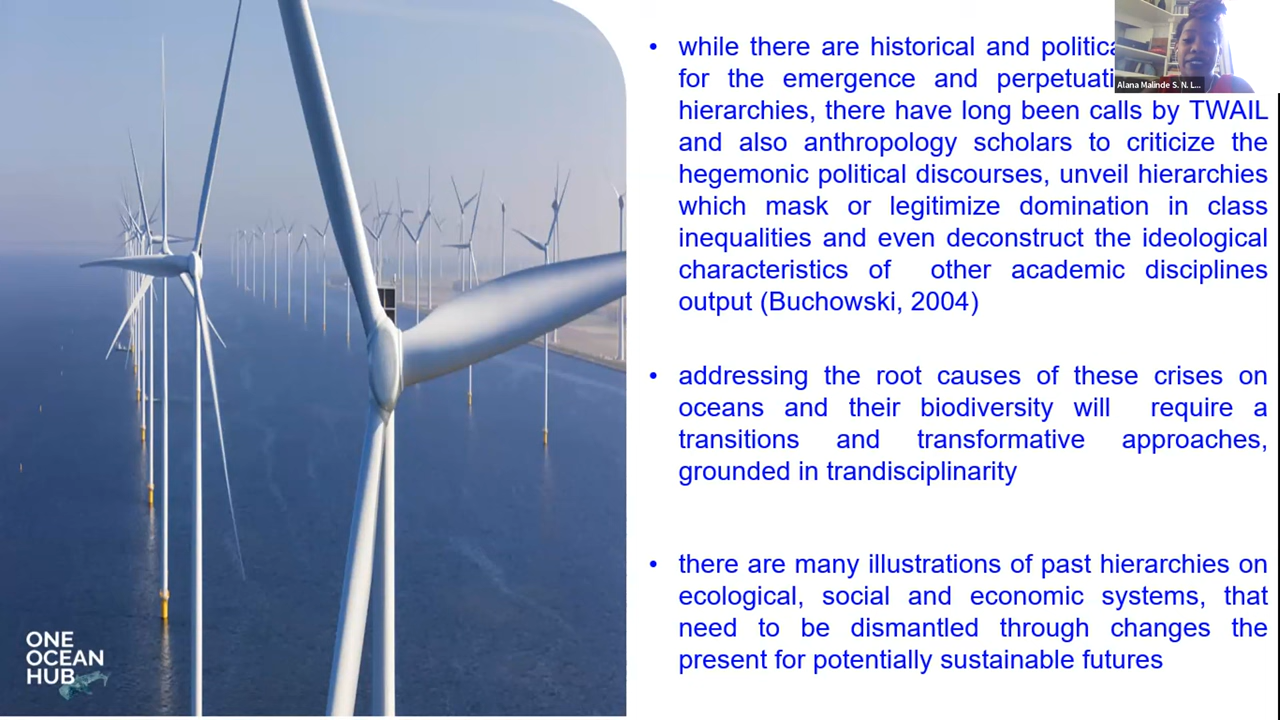 • while there are historical and politica
for the emergence and perpetuati
hierarchies, there have long been calls by TWAIL
and also anthropology scholars to criticize the
hegemonic political discourses, unveil hierarchies
which mask or legitimize domination in class
inequalities and even deconstruct the ideological
characteristics of other academic disciplines
output (Buchowski, 2004)
• addressing the root causes of these crises on
oceans and their biodiversity will require a
transitions and transformative approaches,
grounded in trandisciplinarity
• there are many illustrations of past hierarchies on
ecological, social and economic systems, that
need to be dismantled through changes the
present for potentially sustainable futures
Alana Malinde S. N. L...
ONE
OCEAN
HUB